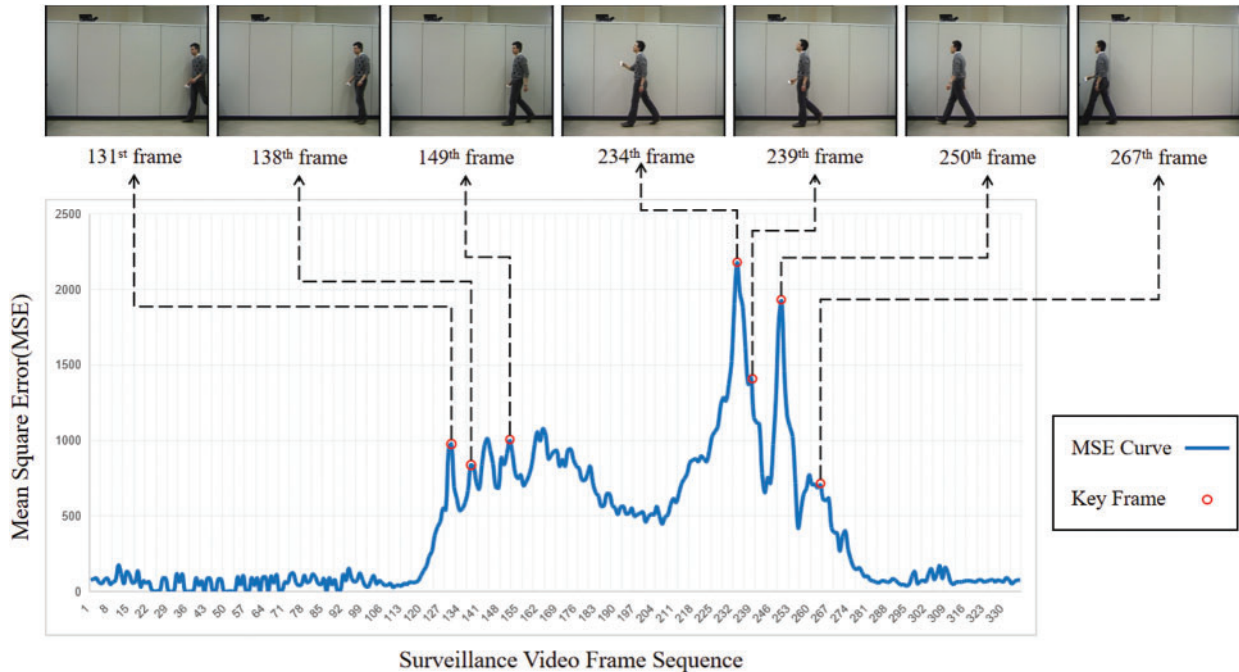 131st frame
138th frame
149th frame
234th frame
239th frame
250th frame
267th frame
2500
2000
1500
1000
500
0
Mean Square Error(MSE)
MSE Curve
Key Frame
1 8 15 22 29 36 43 50 57 64 71 78 85 92 99 106 113 120 127 134 141 148 155 162 169 176 183 190 197 204 211 218 225 232 239 246 253 260 267 274 281 288 295 302 309 316 323 330
Surveillance Video Frame Sequence